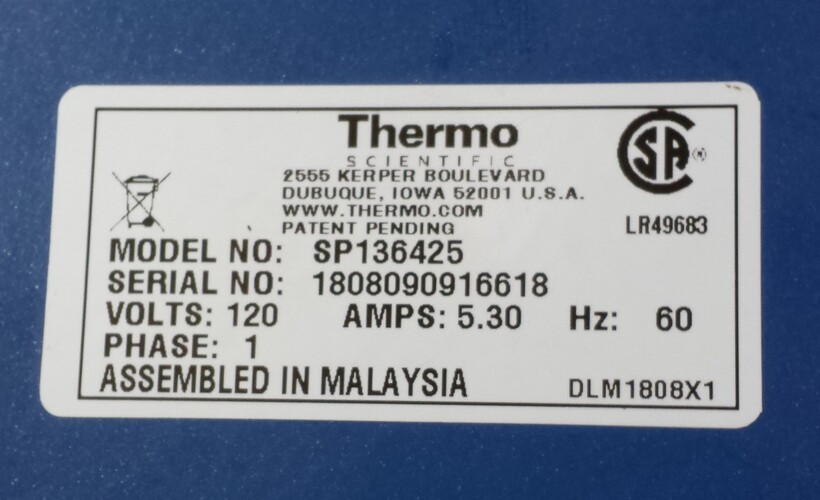 Thermo
SCIENTIFIC
2555 KERPER BOULEVARD
DUBUQUE, IOWA 52001 U.S.A.
WWW.THERMO.COM
PATENT PENDING
SA ®
LR49683
MODEL NO: SP136425
SERIAL NO: 1808090916618
VOLTS: 120 AMPS: 5.30 Hz: 60
PHASE: 1
ASSEMBLED IN MALAYSIA DLM1808X1